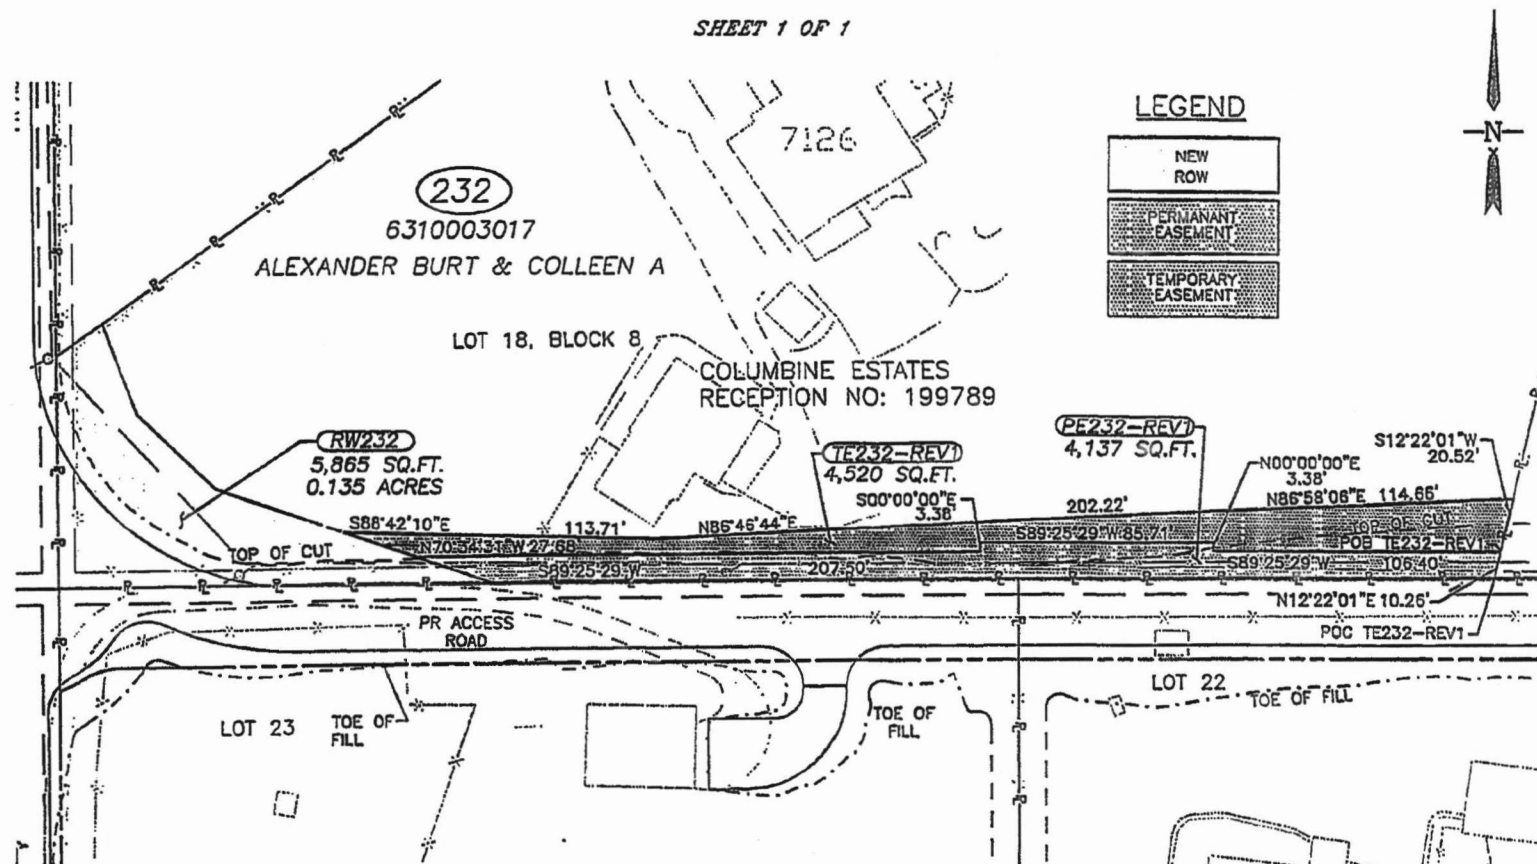 SHEET 1 OF 1
LEGEND
NEW
ROW
PERMANANT
EASEMENT
TEMPORARY
EASEMENT
N
7126
232
6310003017
ALEXANDER BURT & COLLEEN A
LOT 18, BLOCK 8
COLUMBINE ESTATES
RECEPTION NO: 199789
RW232
5,865 SQ.FT.
0.135 ACRES
TE232-REV1
4,520 SQ.FT.
PE232-REV1
4,137 SQ.FT.
S12°22'01"W
20.52'
N00°00'00"E
3.38'
S00°00'00"E
3.38'
202.22'
N86°58'06"E 114.66'
S88°42'10"E
113.71'
N86°46'44"E
S89°25'29"W 85.71'
TOP OF CUT
POB TE232-REV1
N70°54'31"W 27.68'
TOP OF CUT
S89°25'29"W
207.50'
S89°25'29"W
106.40'
N12°22'01"E 10.26'
POC TE232-REV1
PR ACCESS
ROAD
LOT 23
TOE OF
FILL
TOE OF
FILL
LOT 22
TOE OF FILL